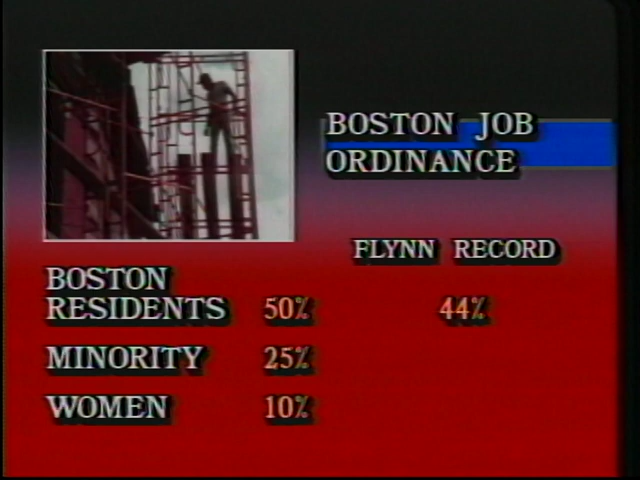 BOSTON JOB
ORDINANCE
FLYNN RECORD
BOSTON
RESIDENTS 50% 44%
MINORITY 25%
WOMEN 10%